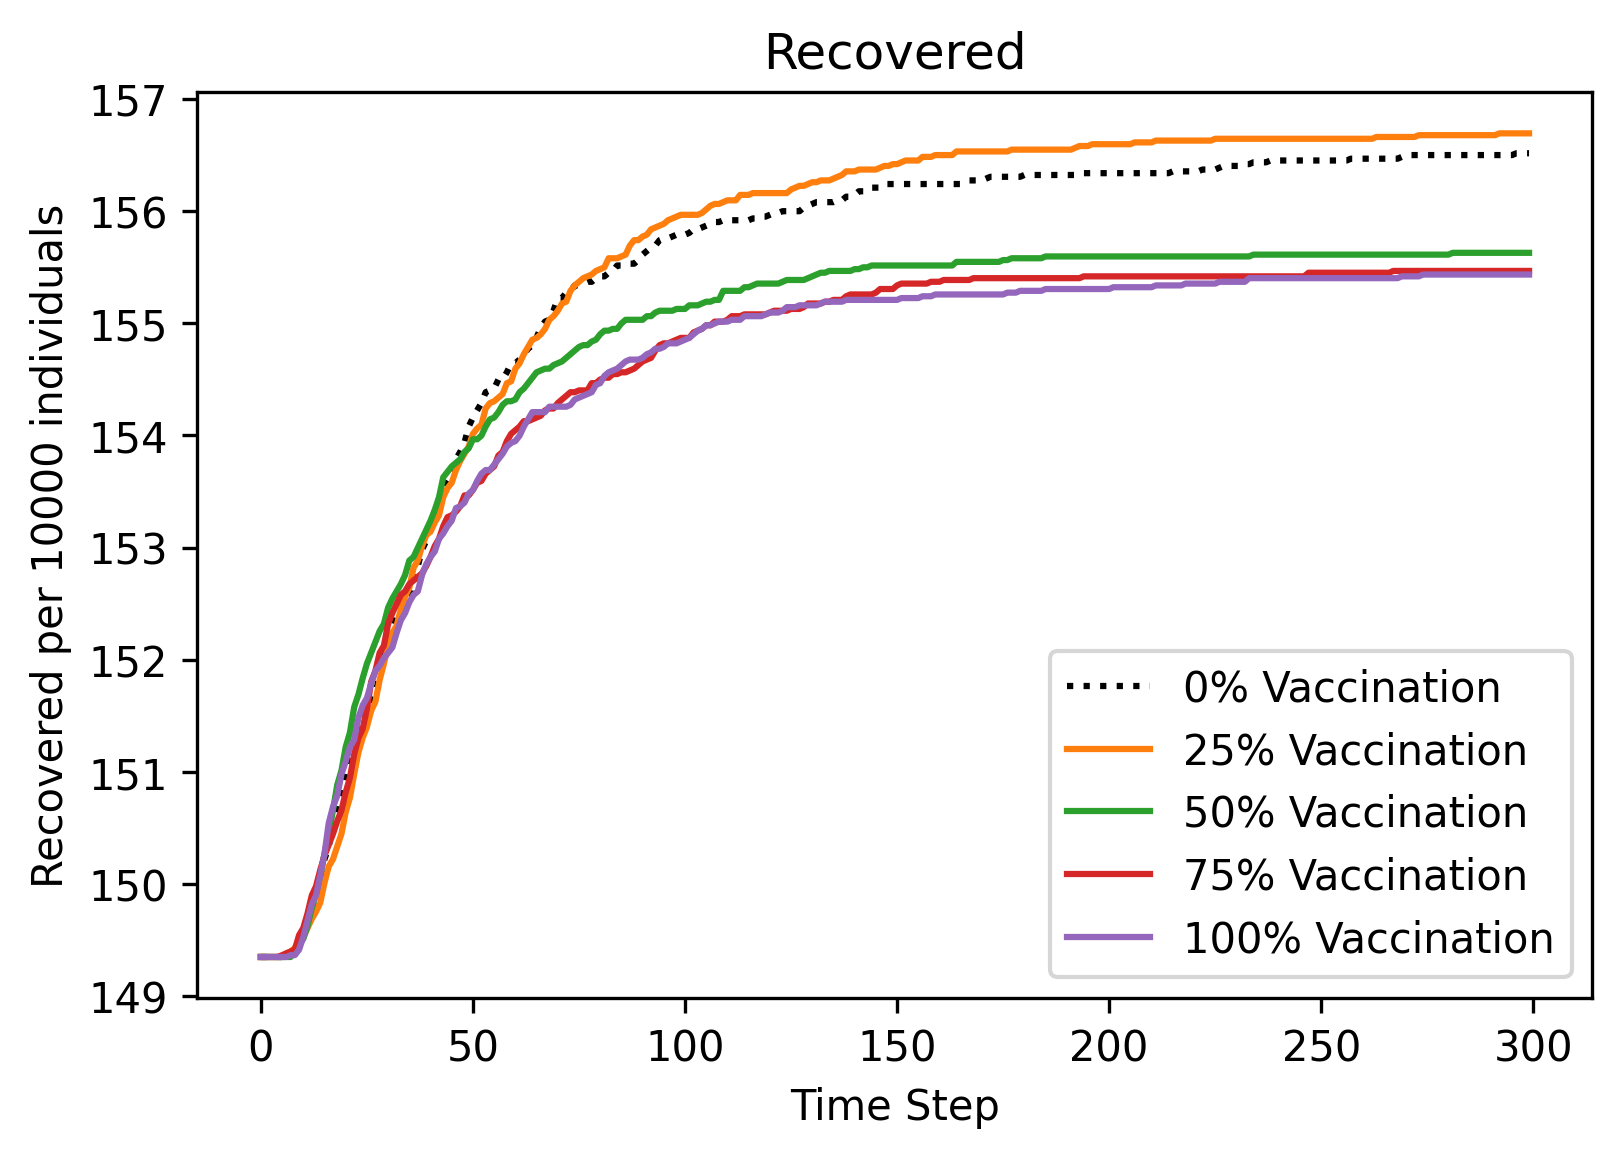 Recovered
157
156
155
154
153
152
151
150
149
Recovered per 10000 individuals
0% Vaccination
25% Vaccination
50% Vaccination
75% Vaccination
100% Vaccination
0 50 100 150 200 250 300
Time Step